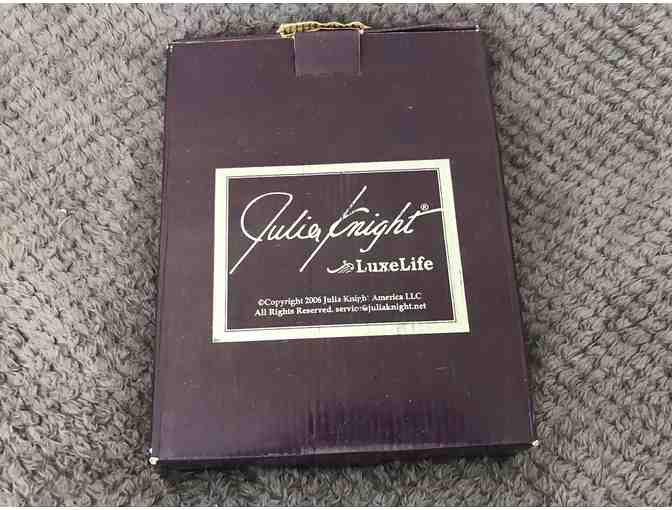 Julia Knight®
LuxeLife
©Copyright 2006 Julia Knight America LLC
All Rights Reserved. service@juliaknight.net